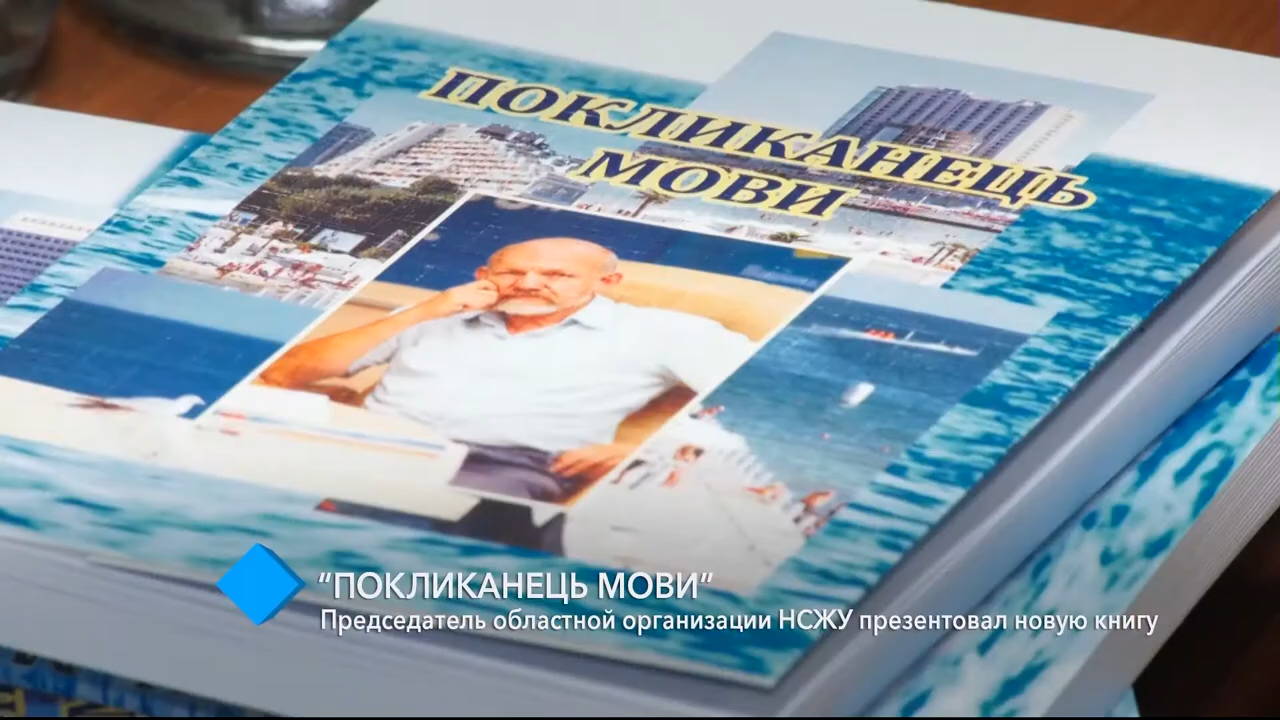 ПОКЛИКАНЕЦЬ
МОВИ
“ПОКЛИКАНЕЦЬ МОВИ”
Председатель областной организации НСЖУ презентовал новую книгу